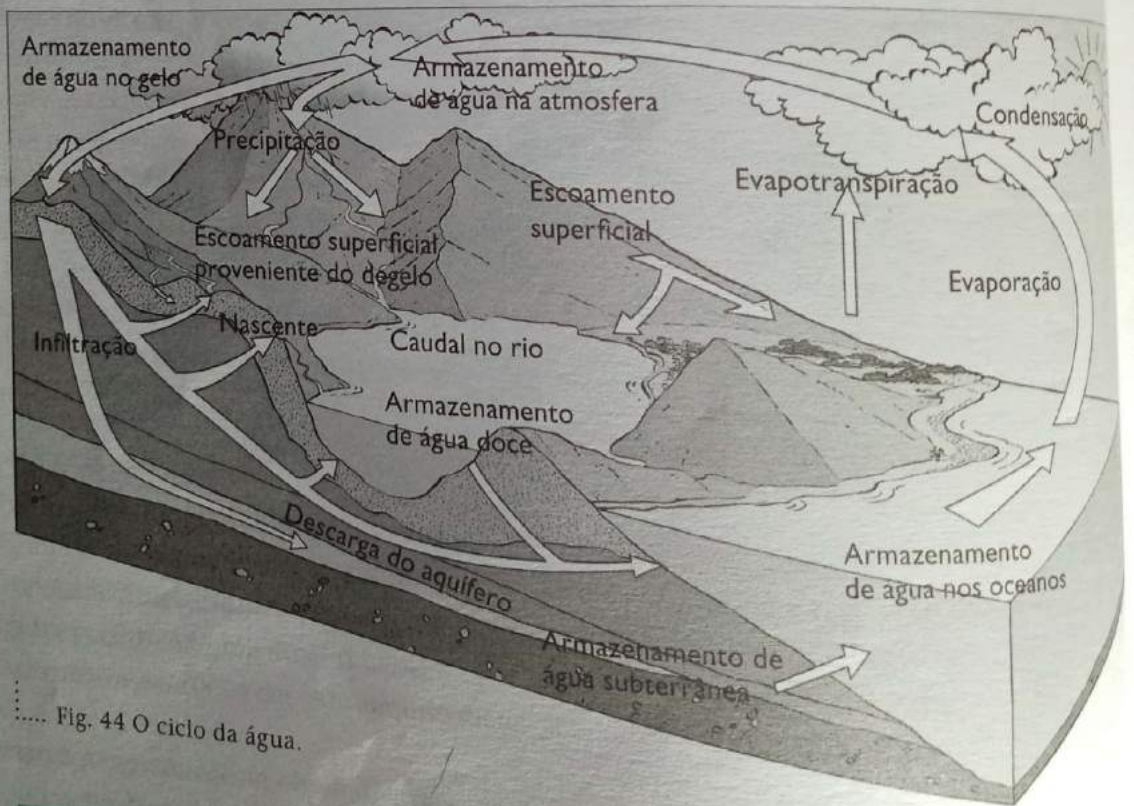 Armazenamento
de água no gelo
Armazenamento
de água na atmosfera
Condensação
Precipitação
Escoamento
superficial
Evapotranspiração
Escoamento superficial
proveniente do degelo
Evaporação
Infiltração
Nascente
Caudal no rio
Armazenamento
de água doce
Descarga do aquífero
Armazenamento
de água nos oceanos
Armazenamento de
água subterrânea
Fig. 44 O ciclo da água.